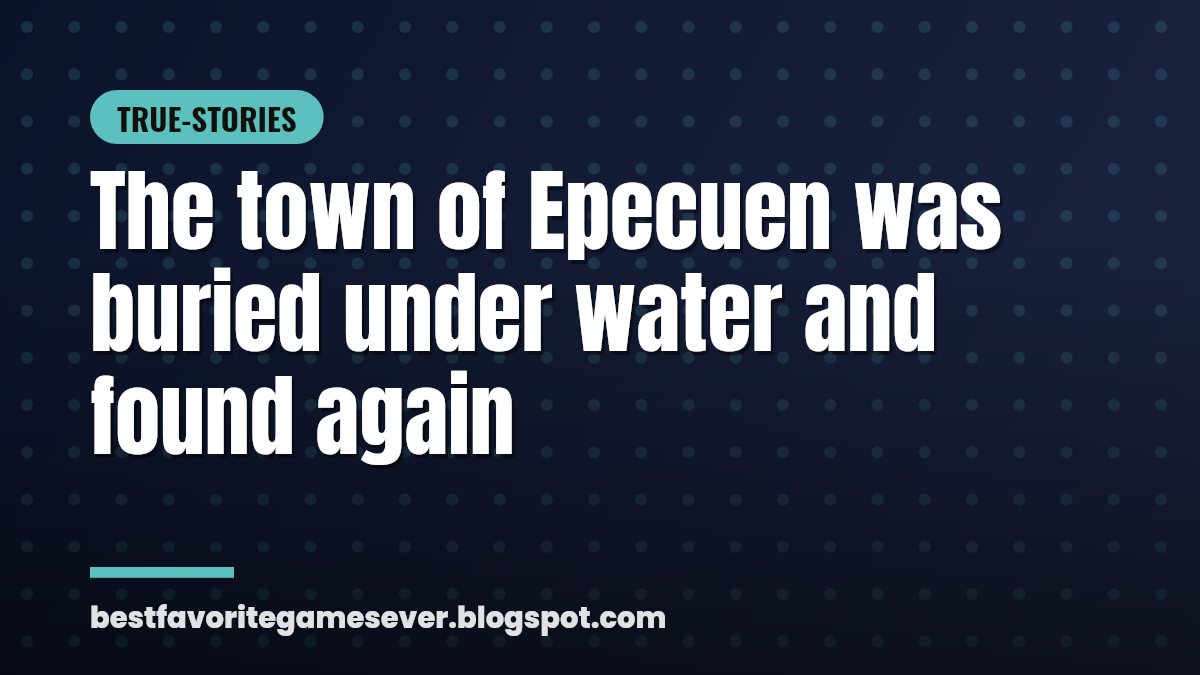 TRUE-STORIES
The town of Epecuen was
buried under water and
found again
bestfavoritegamesever.blogspot.com